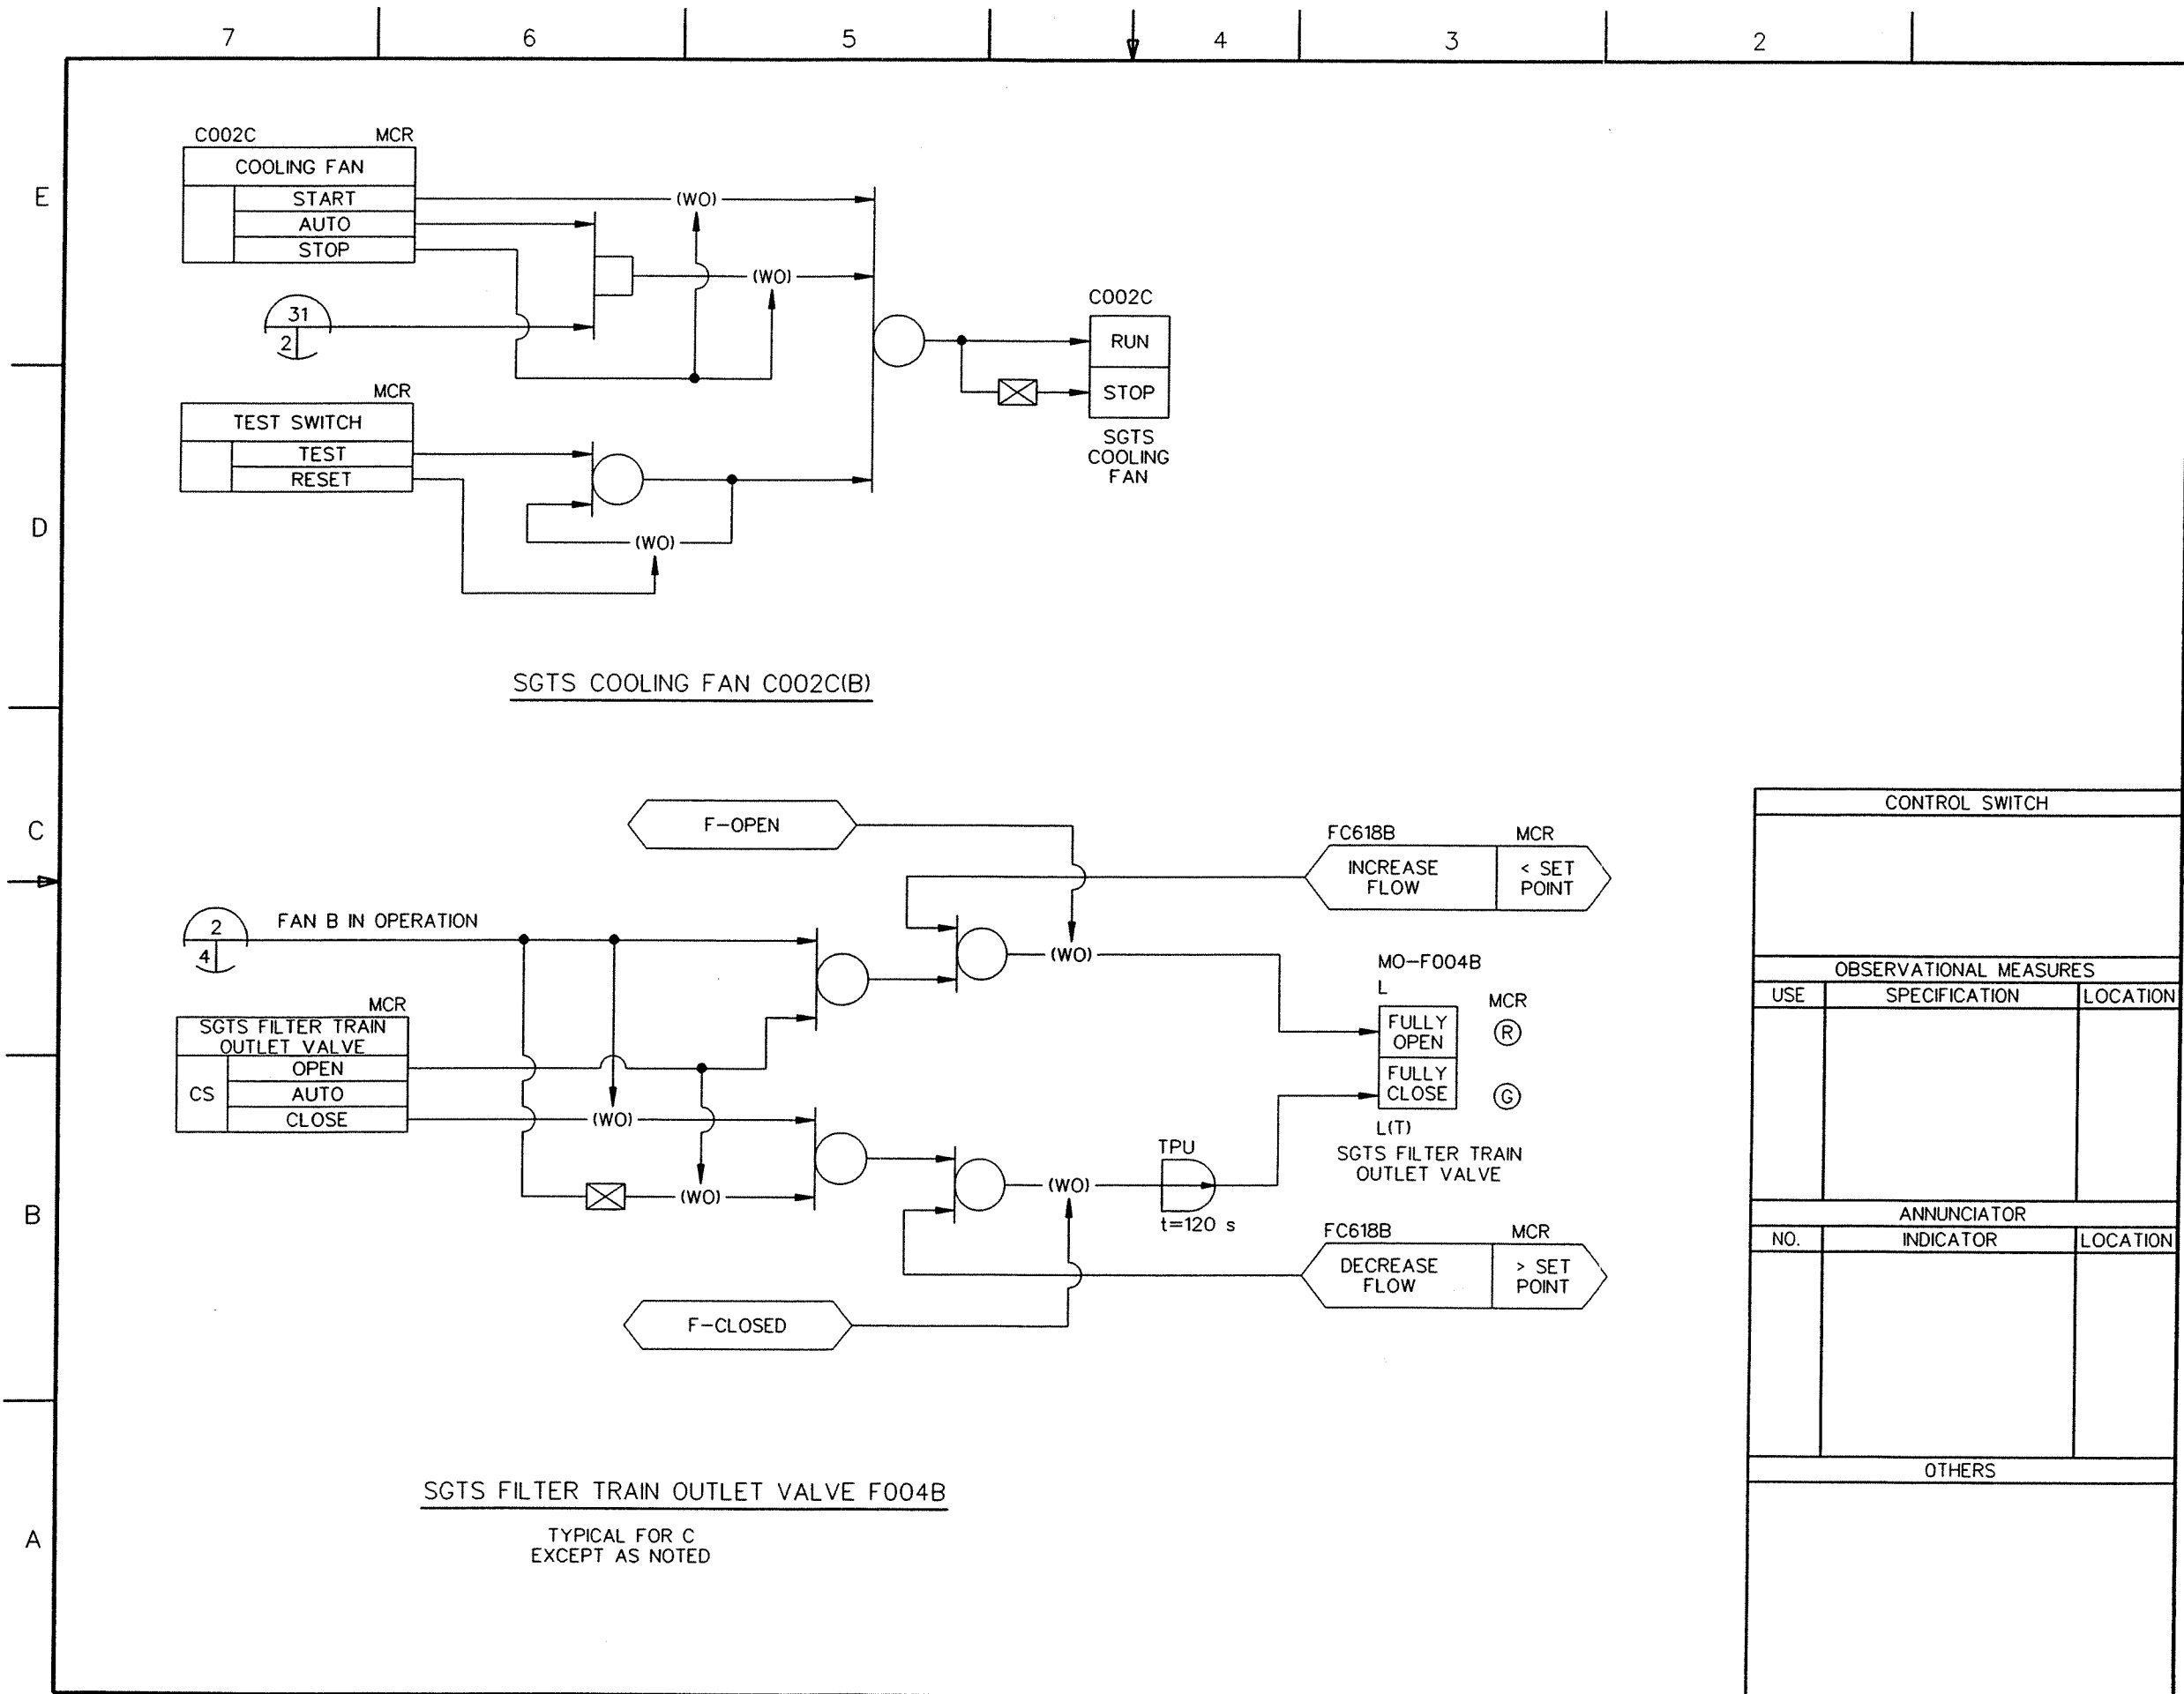 7 6 5 4 3 2
E
D
C
B
A
C002C MCR
COOLING FAN
START
AUTO
STOP
(WO)
(WO)
31
2
C002C
RUN
STOP
SGTS
COOLING
FAN
MCR
TEST SWITCH
TEST
RESET
(WO)
SGTS COOLING FAN C002C(B)
F-OPEN
FC618B MCR
INCREASE
FLOW
< SET
POINT
2
4
FAN B IN OPERATION
(WO)
MCR
SGTS FILTER TRAIN
OUTLET VALVE
CS
OPEN
AUTO
CLOSE
(WO)
(WO)
(WO)
MO-F004B
L
MCR
FULLY
OPEN
R
FULLY
CLOSE
G
L(T)
SGTS FILTER TRAIN
OUTLET VALVE
TPU
t=120 s
FC618B MCR
DECREASE
FLOW
> SET
POINT
F-CLOSED
SGTS FILTER TRAIN OUTLET VALVE F004B
TYPICAL FOR C
EXCEPT AS NOTED
CONTROL SWITCH
OBSERVATIONAL MEASURES
USE SPECIFICATION LOCATION
ANNUNCIATOR
NO. INDICATOR LOCATION
OTHERS